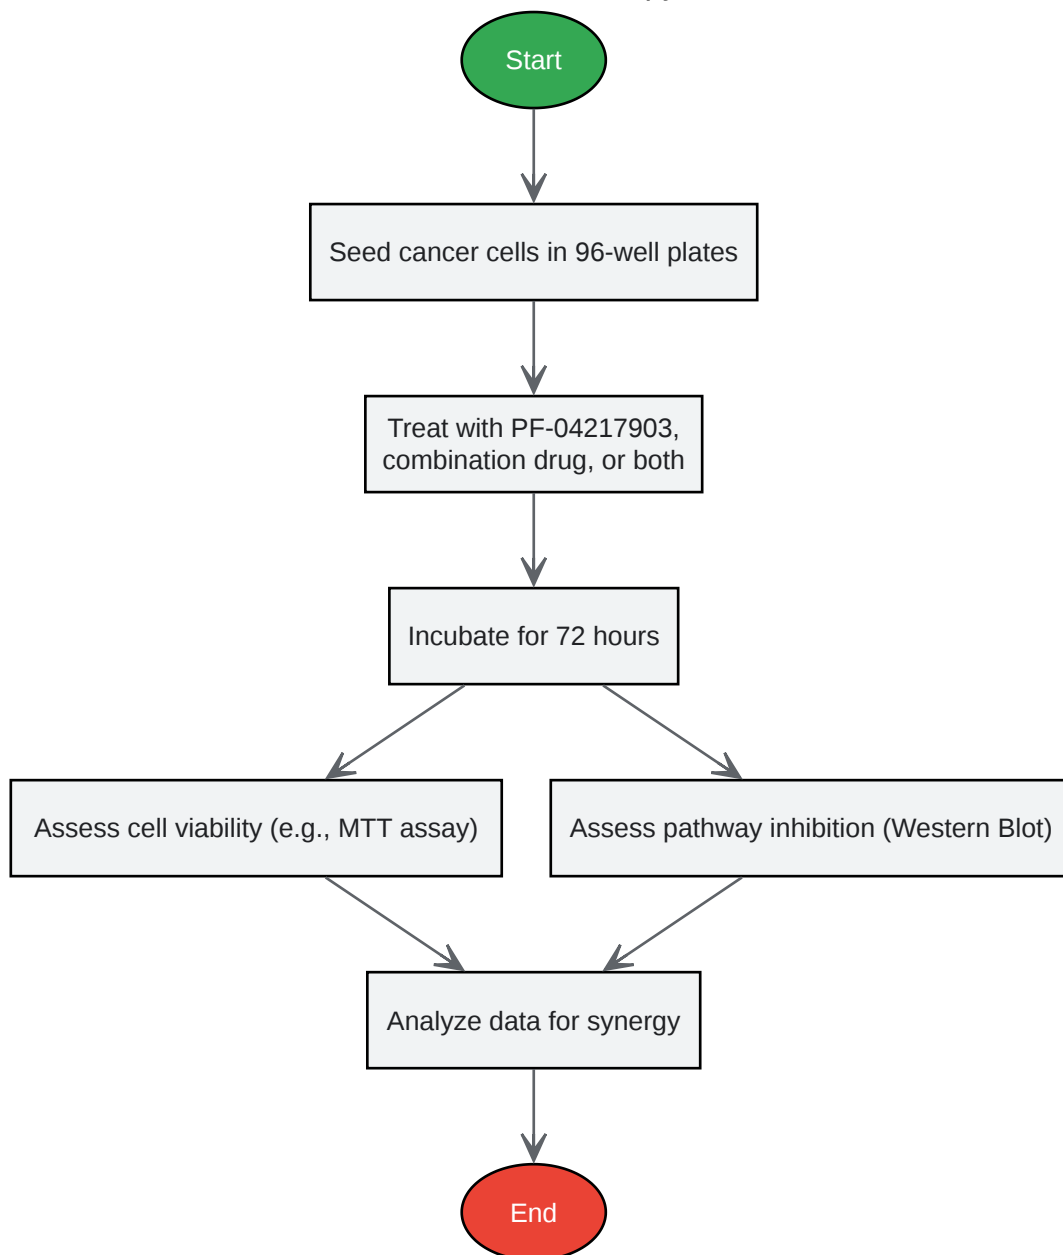 Start
Seed cancer cells in 96-well plates
Treat with PF-04217903,
combination drug, or both
Incubate for 72 hours
Assess cell viability (e.g., MTT assay)
Assess pathway inhibition (Western Blot)
Analyze data for synergy
End